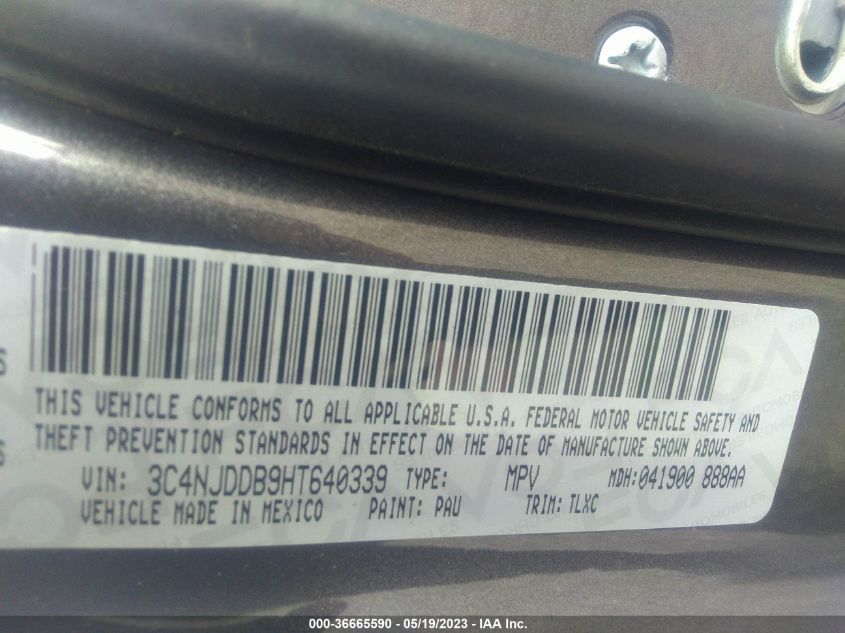 THIS VEHICLE CONFORMS TO ALL APPLICABLE U.S.A. FEDERAL MOTOR VEHICLE SAFETY AND
THEFT PREVENTION STANDARDS IN EFFECT ON THE DATE OF MANUFACTURE SHOWN ABOVE.
VIN: 3C4NJDDB9HT640339 TYPE: MPV MDH:041900 888AA
VEHICLE MADE IN MEXICO PAINT: PAU TRIM: TLXC
000-36665590 - 05/19/2023 - IAA Inc.